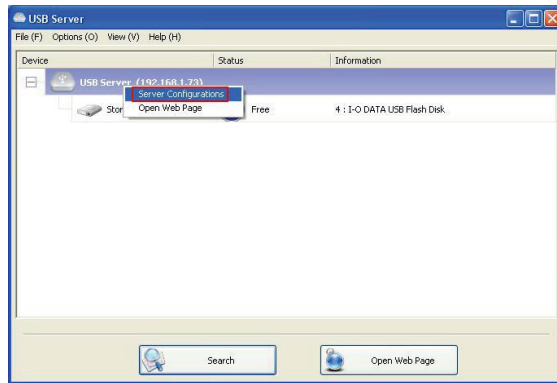 USB Server
File (F) Options (O) View (V) Help (H)
Device Status Information
USB Server (192.168.1.73)
Server Configurations
Open Web Page
Stor Free 4 : I-O DATA USB Flash Disk
Search Open Web Page